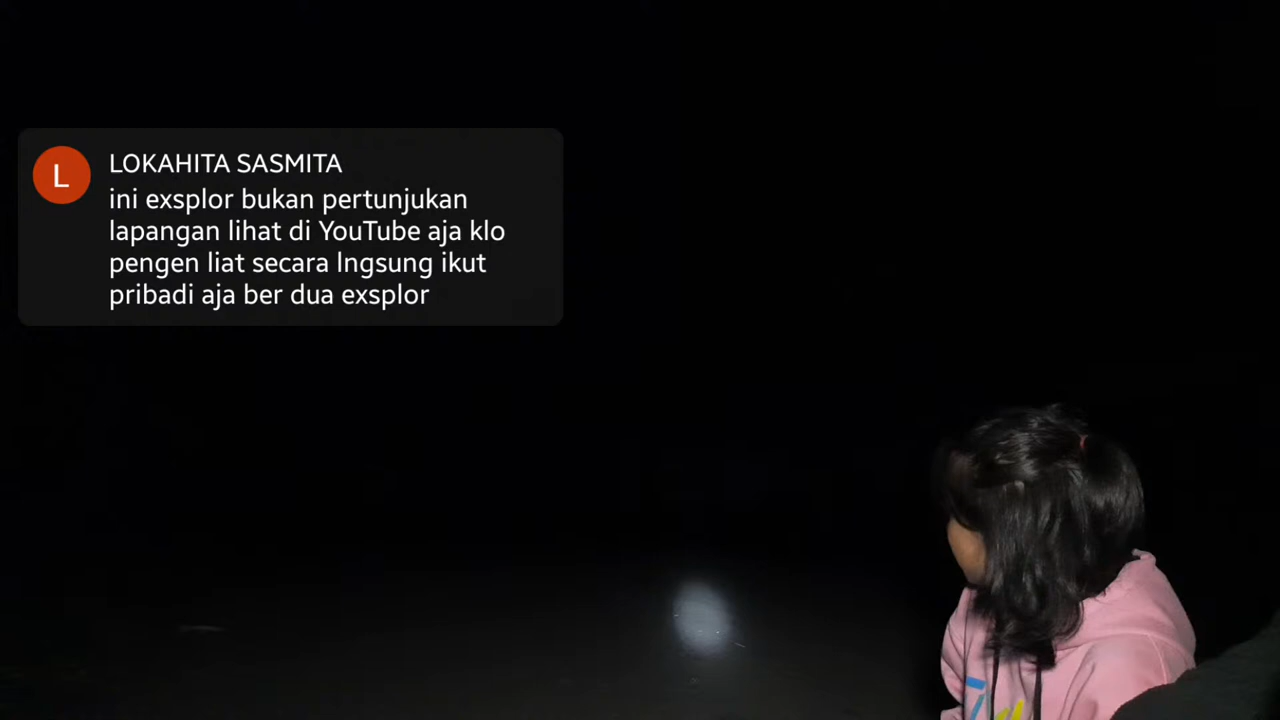 L
LOKAHITA SASMITA
ini exsplor bukan pertunjukan
lapangan lihat di YouTube aja klo
pengen liat secara lngsung ikut
pribadi aja ber dua exsplor